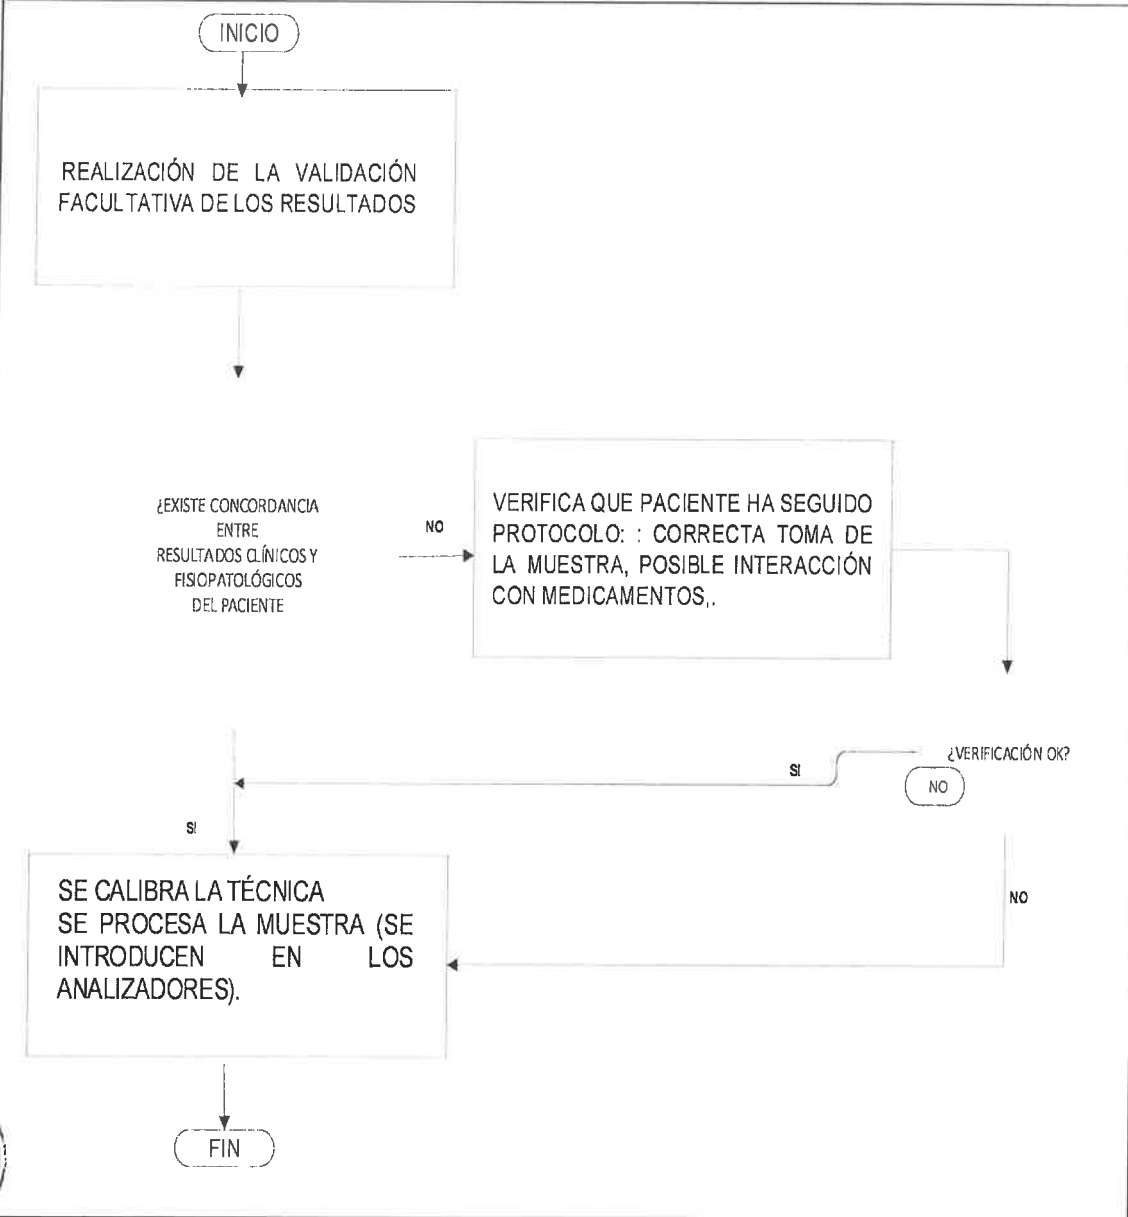 INICIO
REALIZACIÓN DE LA VALIDACIÓN
FACULTATIVA DE LOS RESULTADOS
¿EXISTE CONCORDANCIA
ENTRE
RESULTADOS CLÍNICOS Y
FISIOPATOLÓGICOS
DEL PACIENTE
NO
VERIFICA QUE PACIENTE HA SEGUIDO
PROTOCOLO: : CORRECTA TOMA DE
LA MUESTRA, POSIBLE INTERACCIÓN
CON MEDICAMENTOS,.
¿VERIFICACIÓN OK?
SI
NO
SI
SE CALIBRA LA TÉCNICA
SE PROCESA LA MUESTRA (SE
INTRODUCEN EN LOS
ANALIZADORES).
NO
FIN